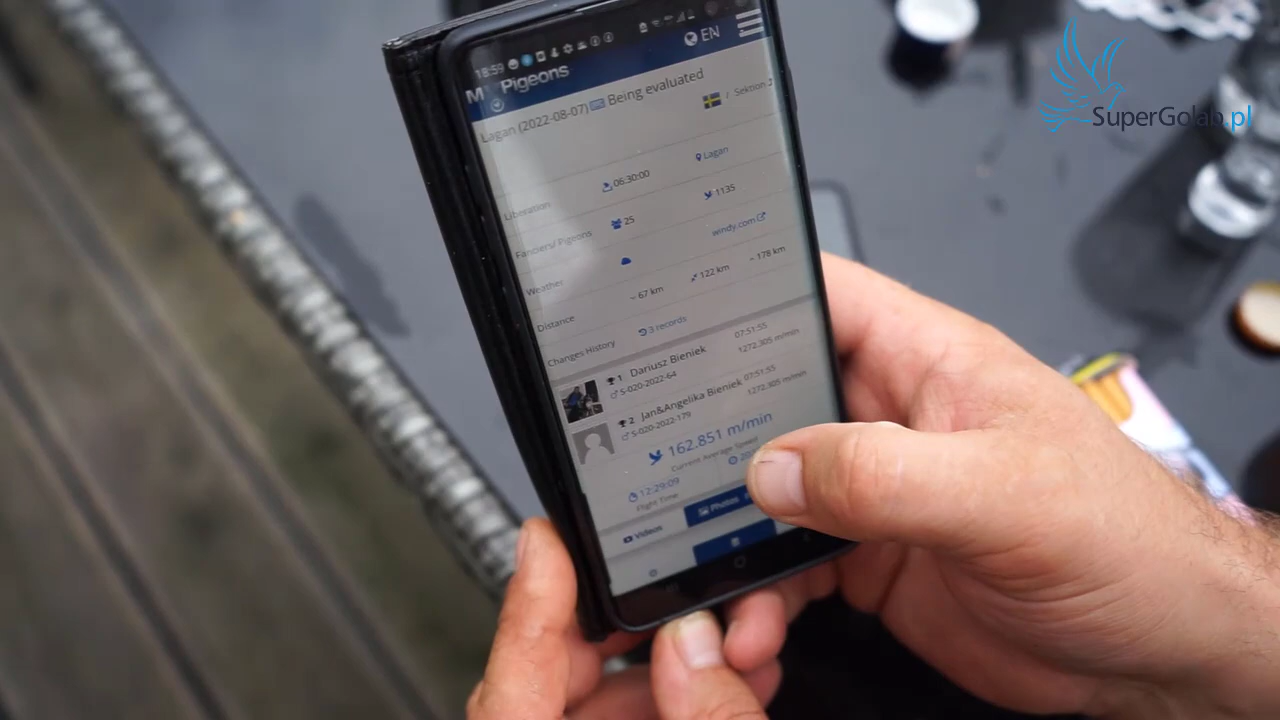 18:59
My Pigeons
EN
Lagan (2022-08-07) Being evaluated
/ Sektion
Liberation 06:30:00 Lagan
Fanciers/ Pigeons 25 1135
Weather windy.com
Distance ~ 67 km 122 km ~ 178 km
Changes History 3 records
1 Dariusz Bieniek 07:51:55
S-020-2022-64 1272.305 m/min
2 Jan&Angelika Bieniek 07:51:55
S-020-2022-179 1272.305 m/min
162.851 m/min
Current Average Speed
12:29:09
Flight Time
Videos Photos
SuperGolab.pl